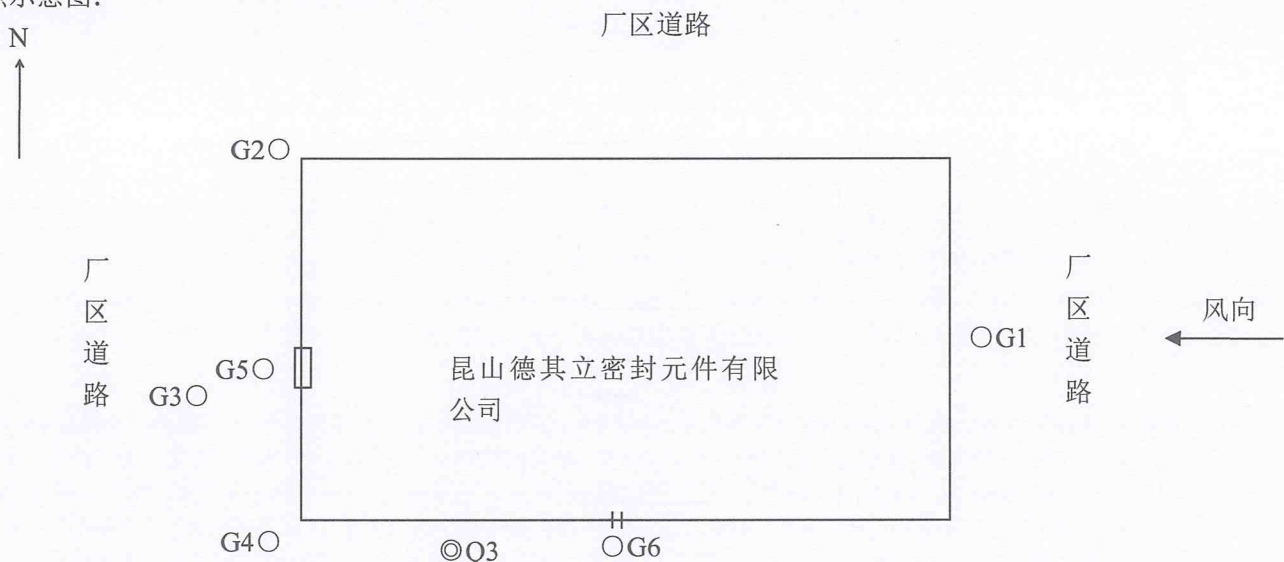 示意图:
厂区道路
N
G2○
厂区道路
G5○
G3○
昆山德其立密封元件有限
公司
○G1
厂区道路
风向
G4○
◎Q3
○G6